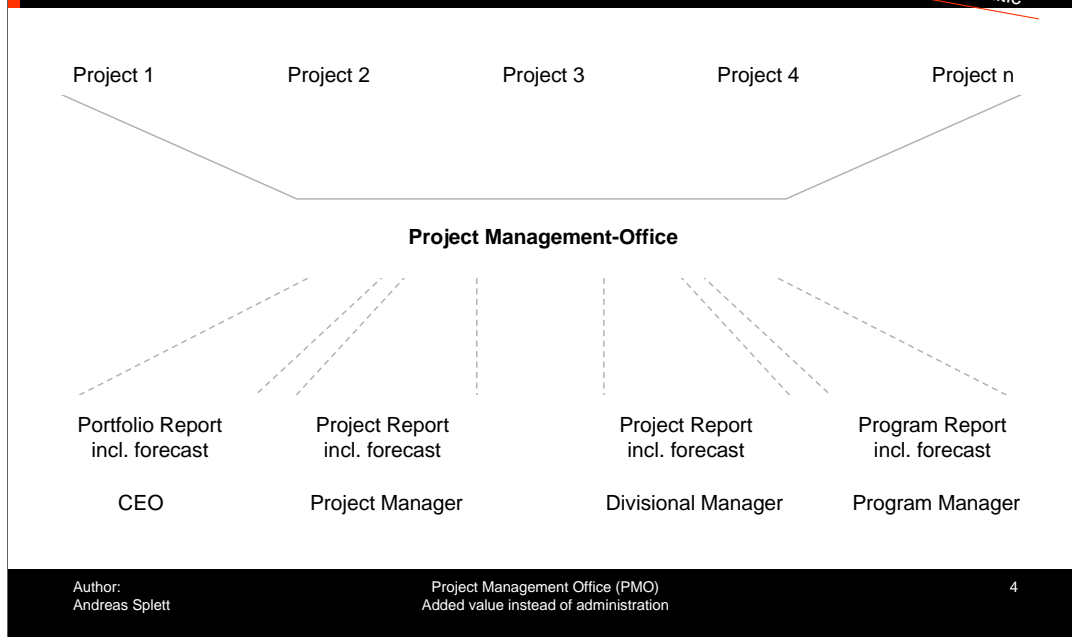 Project 1 Project 2 Project 3 Project 4 Project n
Project Management-Office
Portfolio Report Project Report Project Report Program Report
incl. forecast incl. forecast incl. forecast incl. forecast
CEO Project Manager Divisional Manager Program Manager
Author: Project Management Office (PMO) 4
Andreas Splett Added value instead of administration